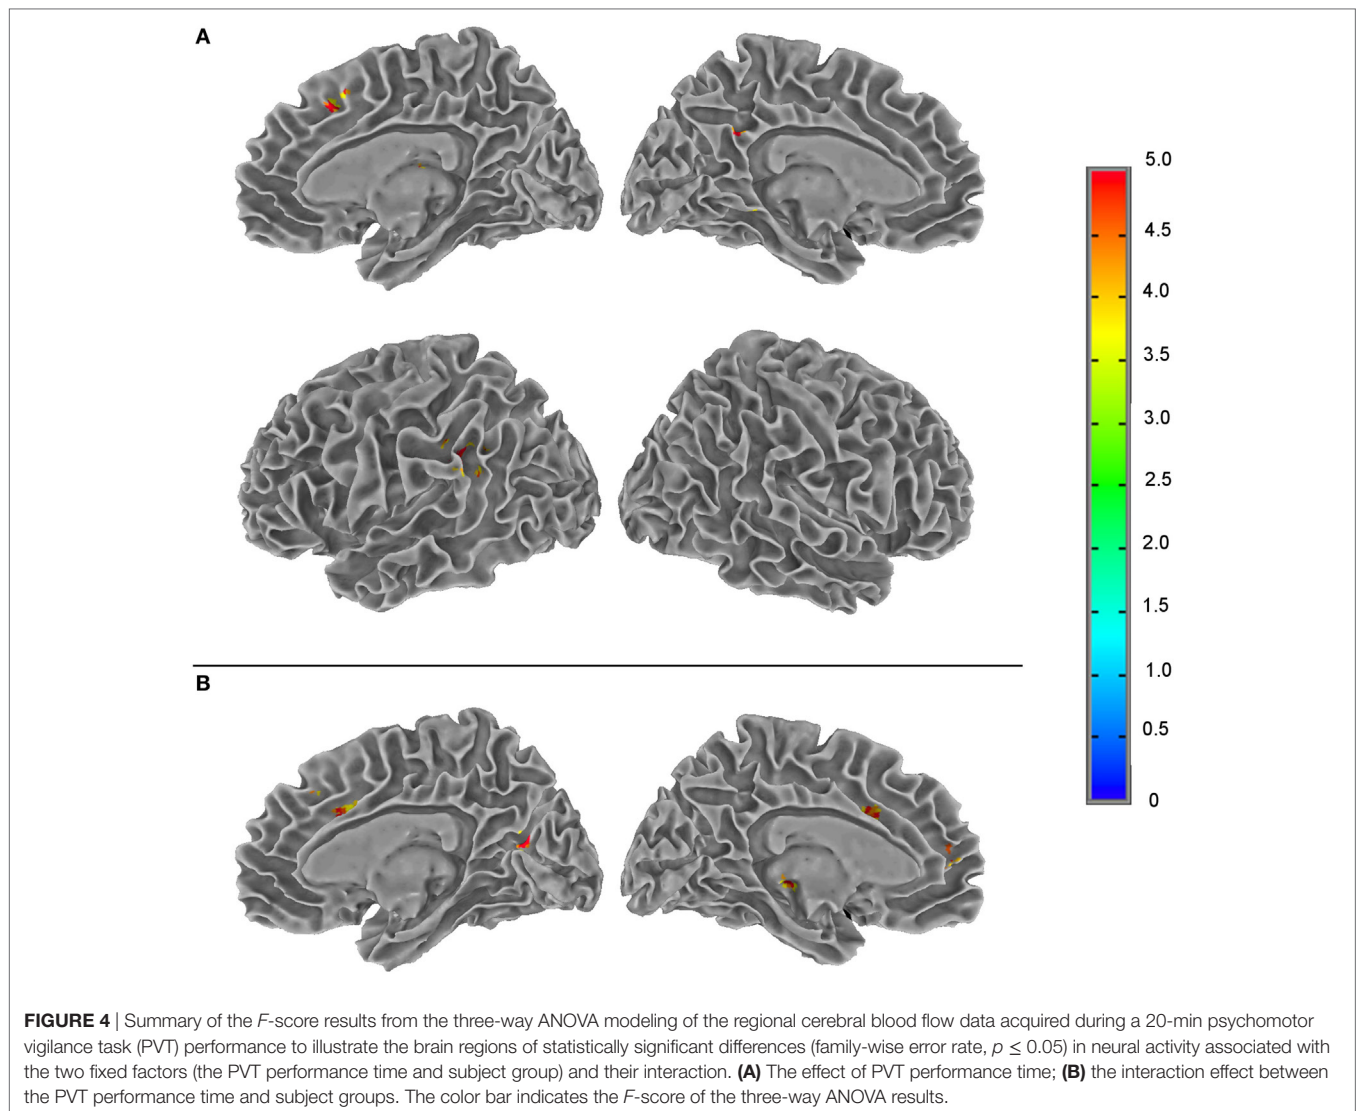 A
5.0
4.5
4.0
3.5
3.0
2.5
2.0
1.5
1.0
0.5
0
B
FIGURE 4 | Summary of the F-score results from the three-way ANOVA modeling of the regional cerebral blood flow data acquired during a 20-min psychomotor
vigilance task (PVT) performance to illustrate the brain regions of statistically significant differences (family-wise error rate, p ≤ 0.05) in neural activity associated with
the two fixed factors (the PVT performance time and subject group) and their interaction. (A) The effect of PVT performance time; (B) the interaction effect between
the PVT performance time and subject groups. The color bar indicates the F-score of the three-way ANOVA results.